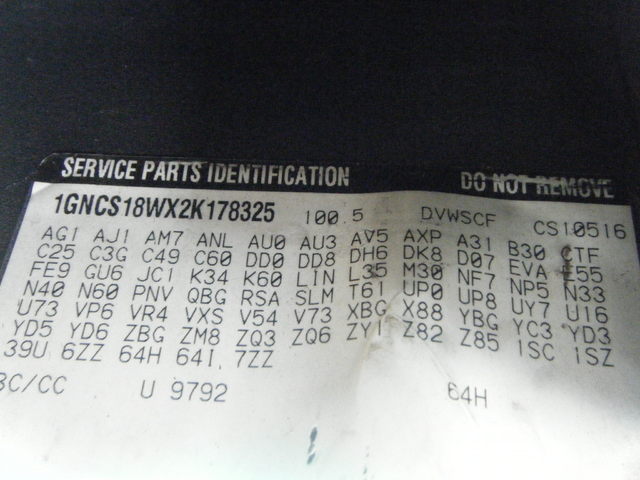 SERVICE PARTS IDENTIFICATION DO NOT REMOVE
1GNCS18WX2K178325 100.5 DVWSCF CS10516
AG1 AJ1 AM7 ANL AU0 AU3 AV5 AXP A31 B30 CTF
C25 C3G C49 C60 DD0 DD8 DH6 DK8 D07 EVA E55
FE9 GU6 JC1 K34 K60 LIN L35 M30 NF7 NP5 N33
N40 N60 PNV QBG RSA SLM T61 UP0 UP8 UY7 U16
U73 VP6 VR4 VXS V54 V73 XBG X88 YBG YC3 YD3
YD5 YD6 ZBG ZM8 ZQ3 ZQ6 ZY1 Z82 Z85 1SC 1SZ
39U 6ZZ 64H 64I 7ZZ
BC/CC U 9792 64H